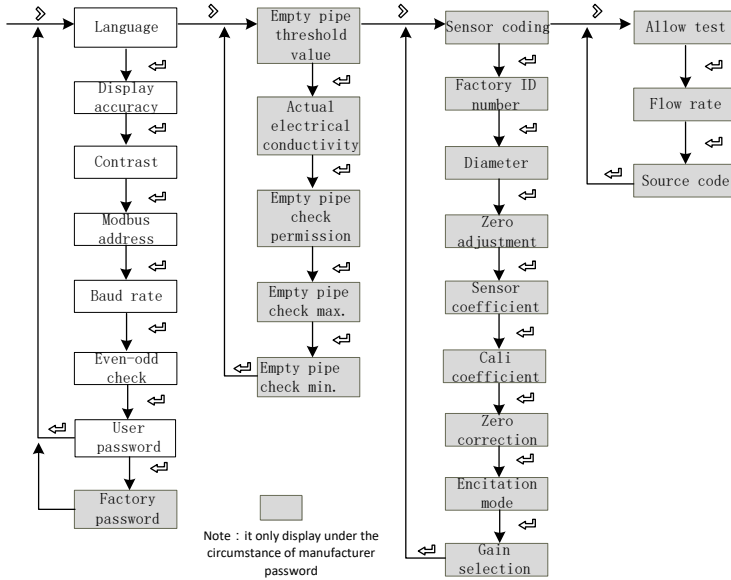 Language
Display
accuracy
Contrast
Modbus
address
Baud rate
Even-odd
check
User
password
Factory
password
Empty pipe
threshold
value
Actual
electrical
conductivity
Empty pipe
check
permission
Empty pipe
check max.
Empty pipe
check min.
Note：it only display under the
circumstance of manufacturer
password
Sensor coding
Factory ID
number
Diameter
Zero
adjustment
Sensor
coefficient
Cali
coefficient
Zero
correction
Encitation
mode
Gain
selection
Allow test
Flow rate
Source code